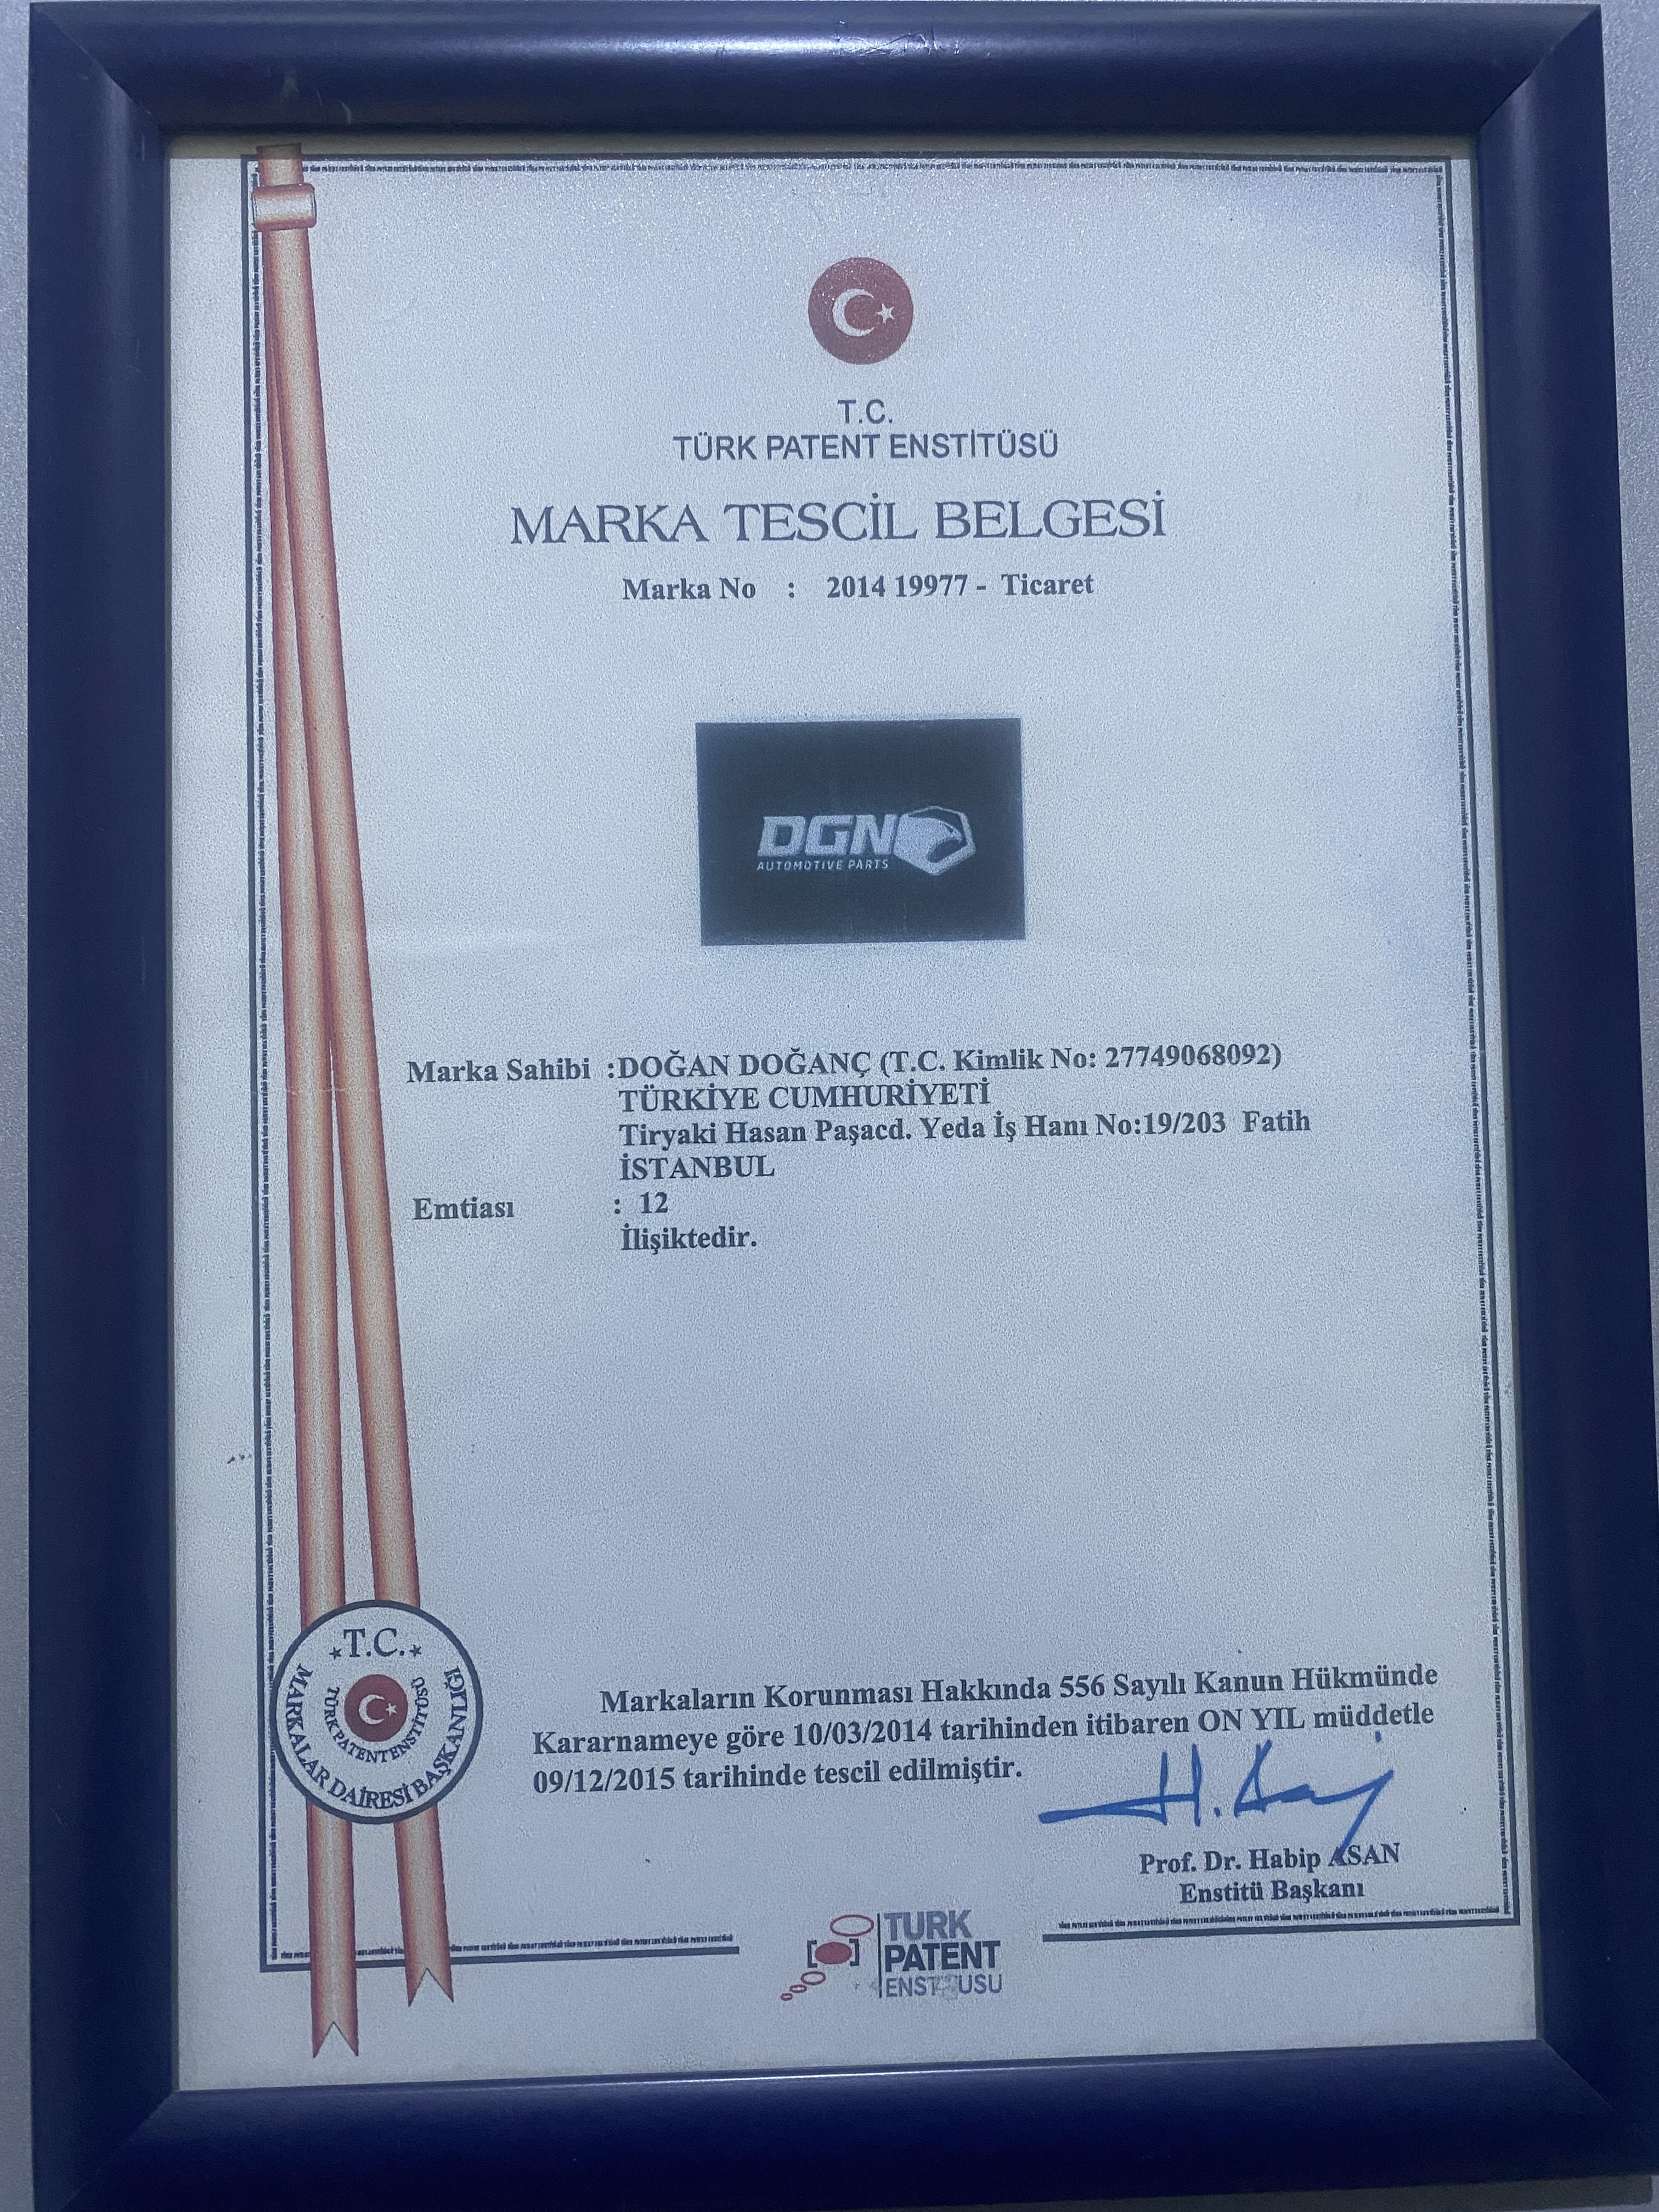 T.C.
TÜRK PATENT ENSTİTÜSÜ
MARKA TESCİL BELGESİ
Marka No : 2014 19977 - Ticaret
DGN
AUTOMOTIVE PARTS
Marka Sahibi :DOĞAN DOĞANÇ (T.C. Kimlik No: 27749068092)
TÜRKİYE CUMHURİYETİ
Tiryaki Hasan Paşacd. Yeda İş Hanı No:19/203 Fatih
İSTANBUL
Emtiası : 12
İlişiktedir.
T.C.
TÜRK PATENT ENSTİTÜSÜ
MARKALAR DAİRESİ BAŞKANLIĞI
Markaların Korunması Hakkında 556 Sayılı Kanun Hükmünde
Kararnameye göre 10/03/2014 tarihinden itibaren ON YIL müddetle
09/12/2015 tarihinde tescil edilmiştir.
H. Asan
Prof. Dr. Habip ASAN
Enstitü Başkanı
TURK
PATENT